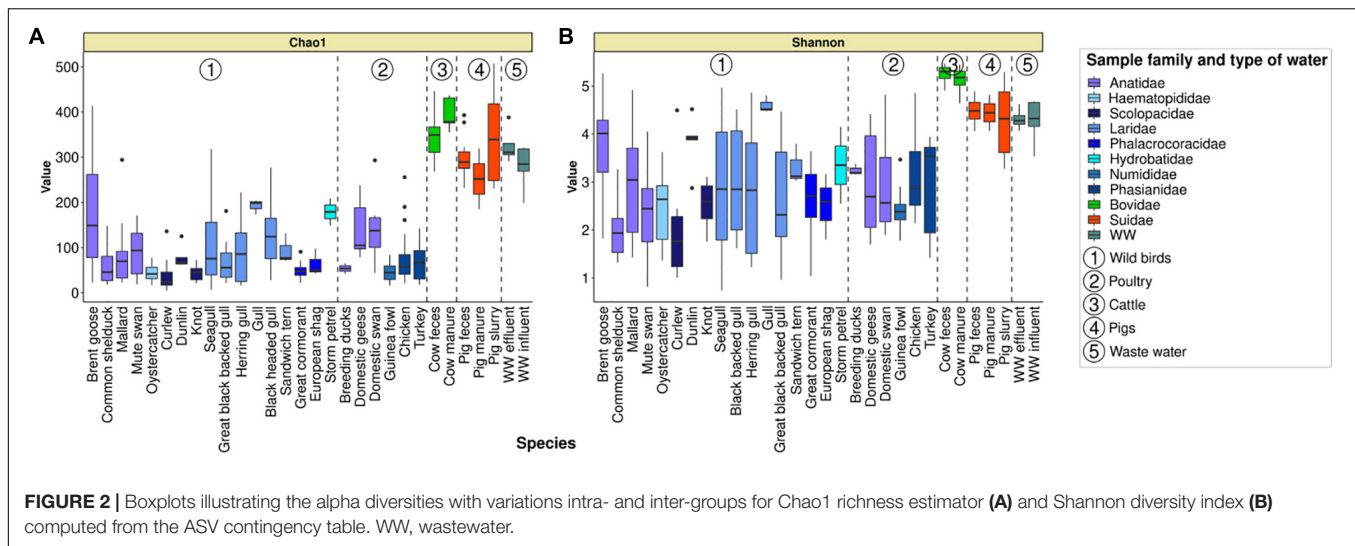 A
Chao1
1
2
3
4
5
500
400
300
200
100
0
Value
Brent goose
Common shelduck
Mallard
Mute swan
Oystercatcher
Curlew
Dunlin
Knot
Seagull
Great black backed gull
Herring gull
Gull
Black headed gull
Sandwich tern
Great cormorant
European shag
Storm petrel
Breeding ducks
Domestic geese
Domestic swan
Guinea fowl
Chicken
Turkey
Cow feces
Cow manure
Pig feces
Pig manure
Pig slurry
WW effluent
WW influent
B
Shannon
1
2
3
4
5
5
4
3
2
1
Value
Brent goose
Common shelduck
Mallard
Mute swan
Oystercatcher
Curlew
Dunlin
Knot
Seagull
Black backed gull
Herring gull
Gull
Great black backed gull
Sandwich tern
Great cormorant
European shag
Storm petrel
Breeding ducks
Domestic geese
Domestic swan
Guinea fowl
Chicken
Turkey
Cow feces
Cow manure
Pig feces
Pig manure
Pig slurry
WW effluent
WW influent
Species
Sample family and type of water
Anatidae
Haematopididae
Scolopacidae
Laridae
Phalacrocoracidae
Hydrobatidae
Numididae
Phasianidae
Bovidae
Suidae
WW
1 Wild birds
2 Poultry
3 Cattle
4 Pigs
5 Waste water
FIGURE 2 | Boxplots illustrating the alpha diversities with variations intra- and inter-groups for Chao1 richness estimator (A) and Shannon diversity index (B)
computed from the ASV contingency table. WW, wastewater.